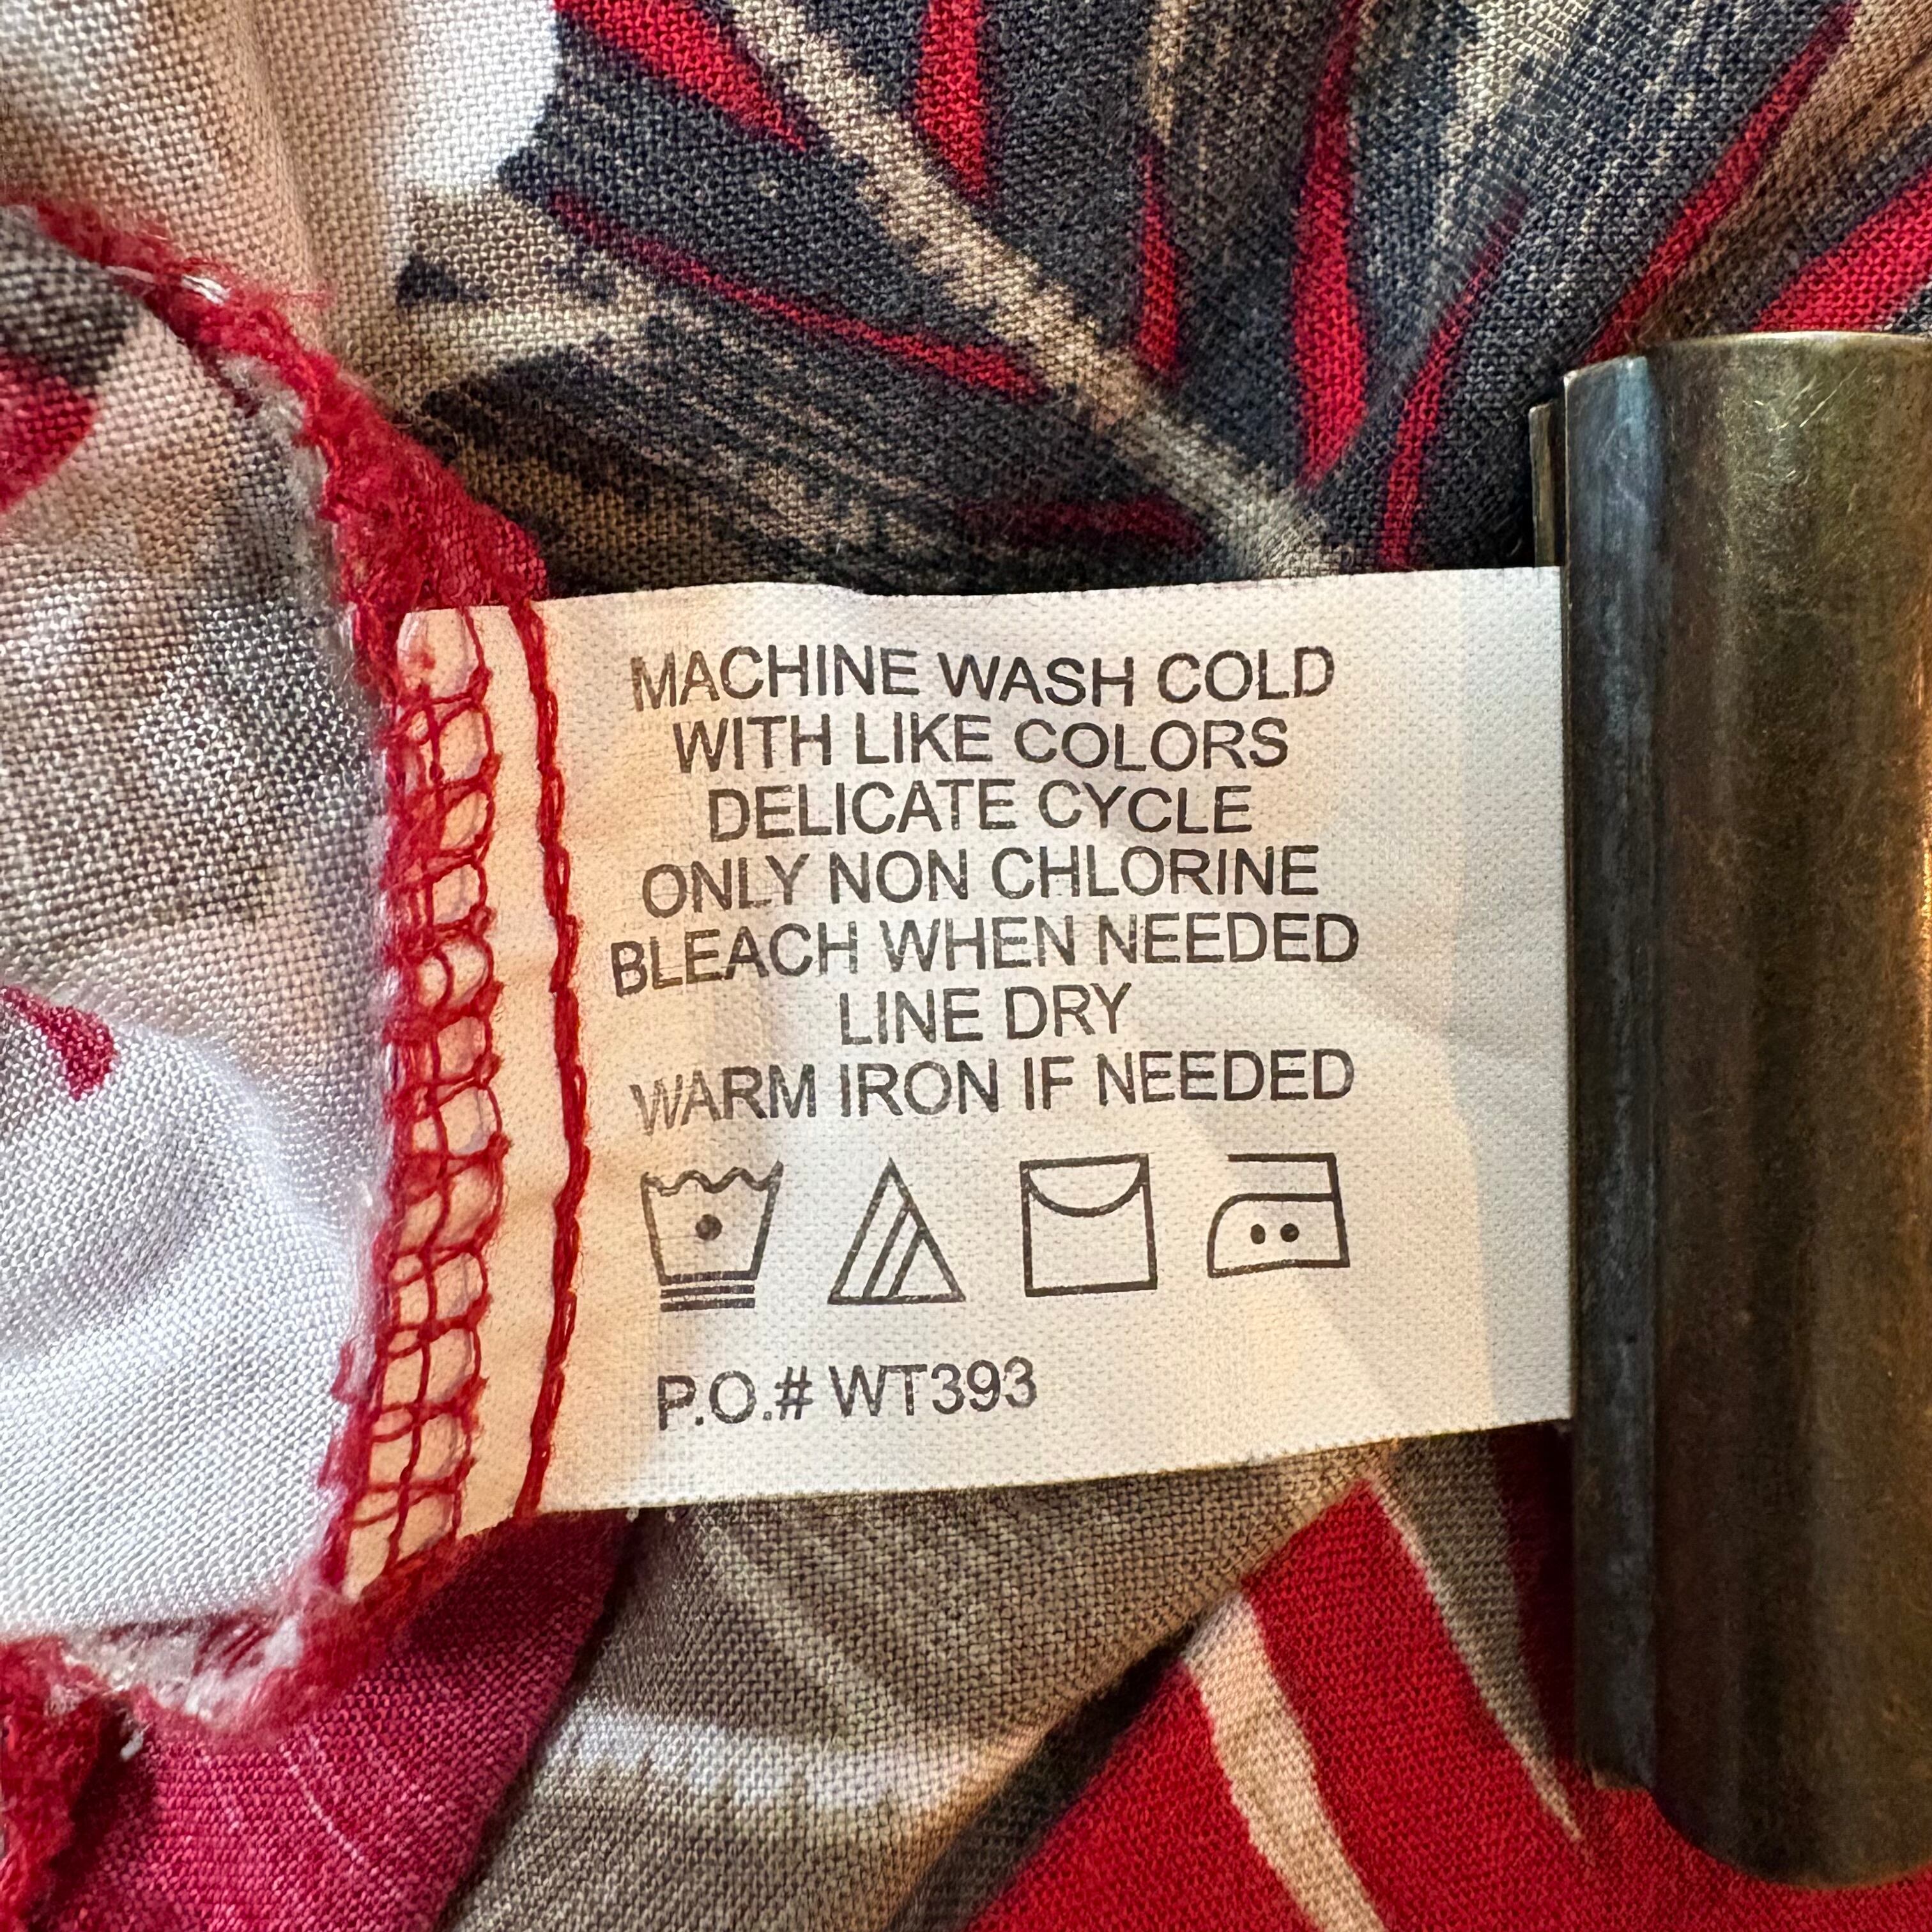 MACHINE WASH COLD
WITH LIKE COLORS
DELICATE CYCLE
ONLY NON CHLORINE
BLEACH WHEN NEEDED
LINE DRY
WARM IRON IF NEEDED
P.O.# WT393